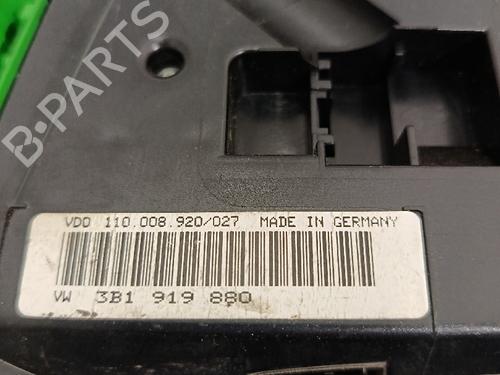 B-PARTS
VDO 110.008.920/027 MADE IN GERMANY
VW 3B1 919 880